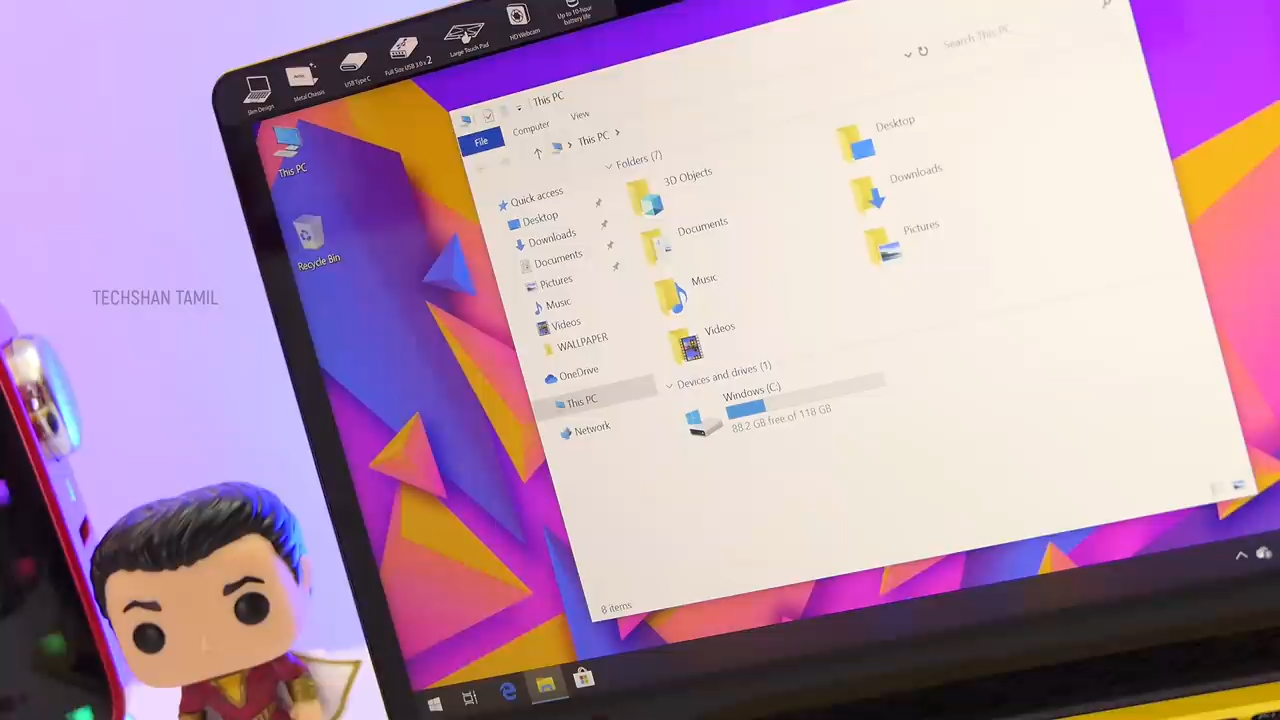 Slim Design
Metal Chassis
USB Type C
Full Size USB 3.0 x 2
Large Touch Pad
HD Webcam
Up to 10-hour
battery life
This PC
Recycle Bin
TECHSHAN TAMIL
This PC
File
Computer
View
This PC
Search This PC
Quick access
Desktop
Downloads
Documents
Pictures
Music
Videos
WALLPAPER
OneDrive
This PC
Network
Folders (7)
3D Objects
Desktop
Documents
Downloads
Music
Pictures
Videos
Devices and drives (1)
Windows (C:)
88.2 GB free of 118 GB
8 items